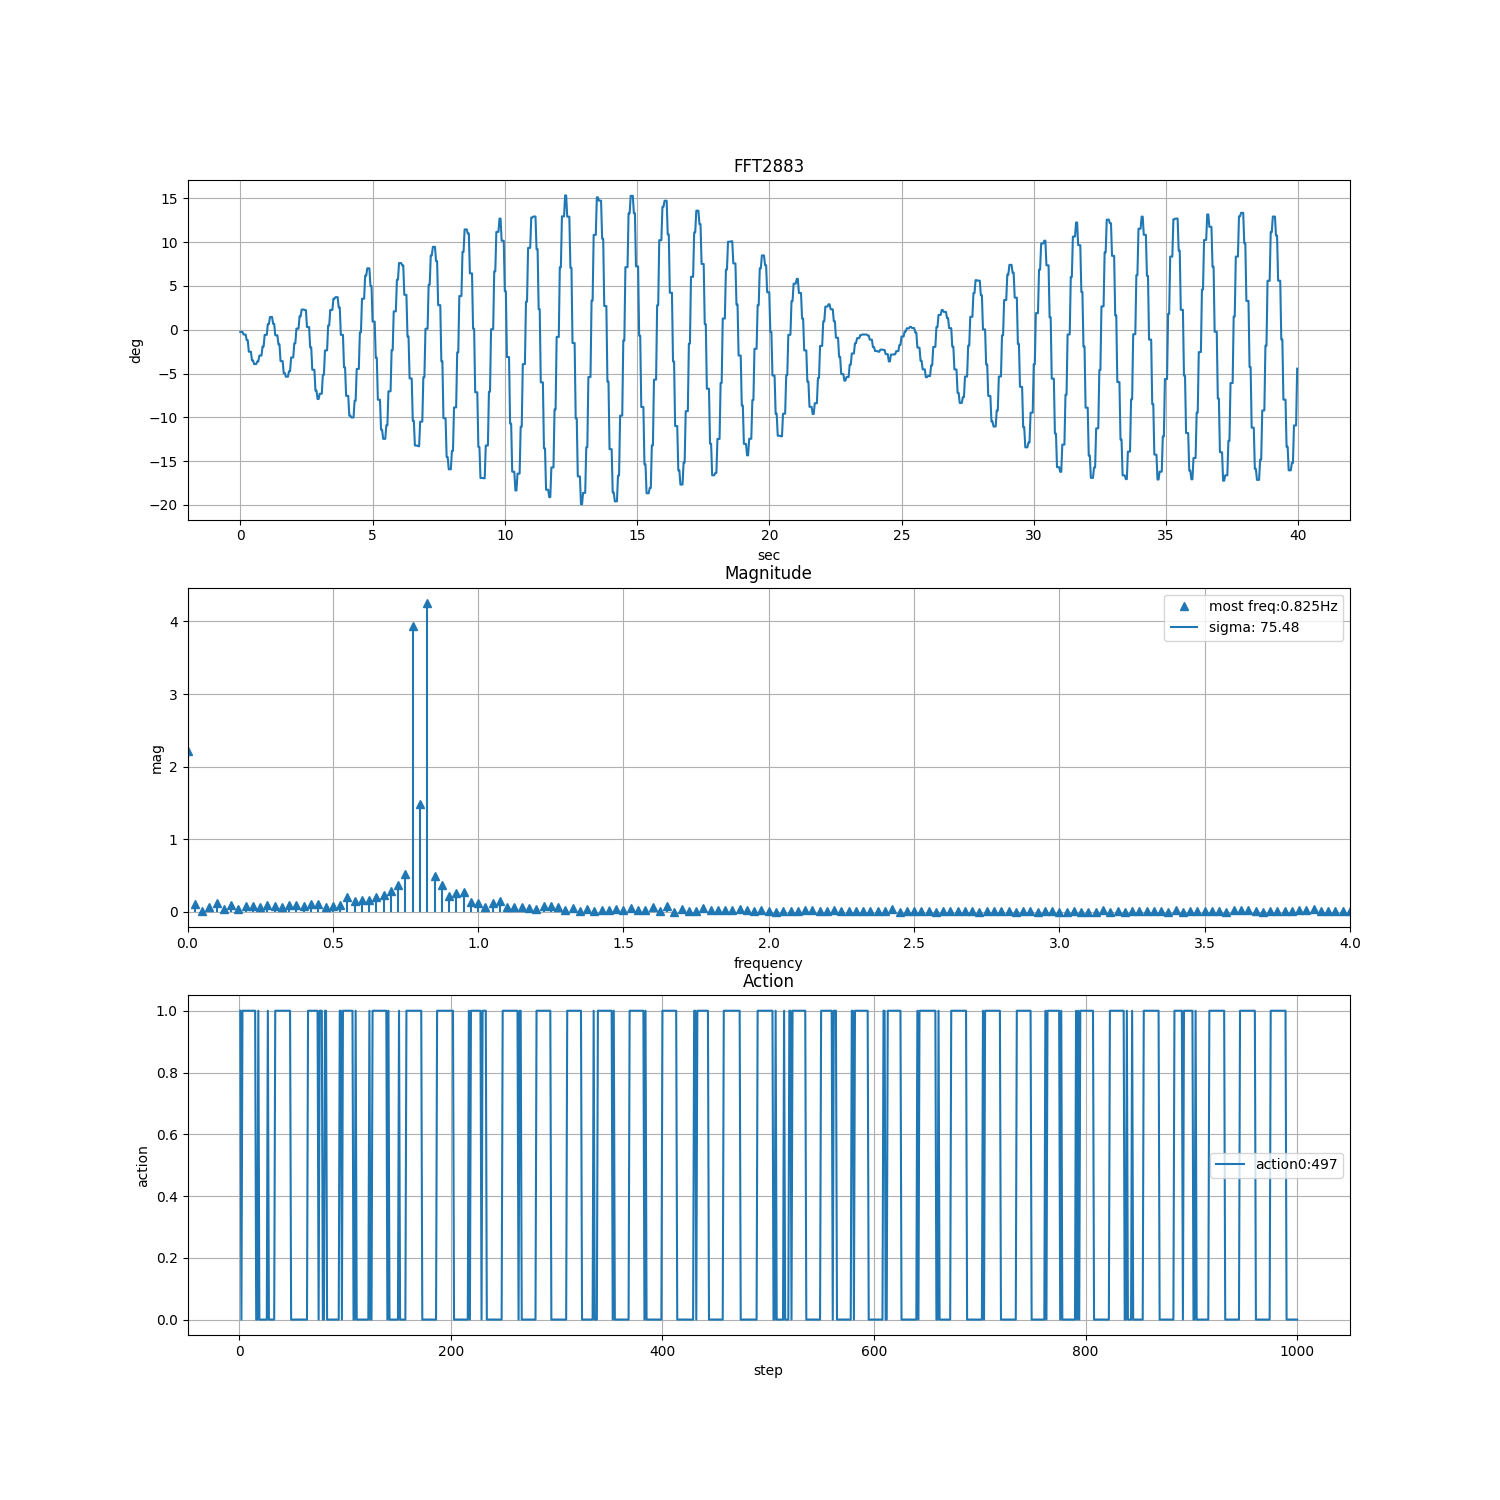 FFT2883
15
10
5
0
−5
−10
−15
−20
deg
0 5 10 15 20 25 30 35 40
sec
Magnitude
most freq:0.825Hz
sigma: 75.48
4
3
2
1
0
mag
0.0 0.5 1.0 1.5 2.0 2.5 3.0 3.5 4.0
frequency
Action
1.0
0.8
0.6
0.4
0.2
0.0
action
action0:497
0 200 400 600 800 1000
step